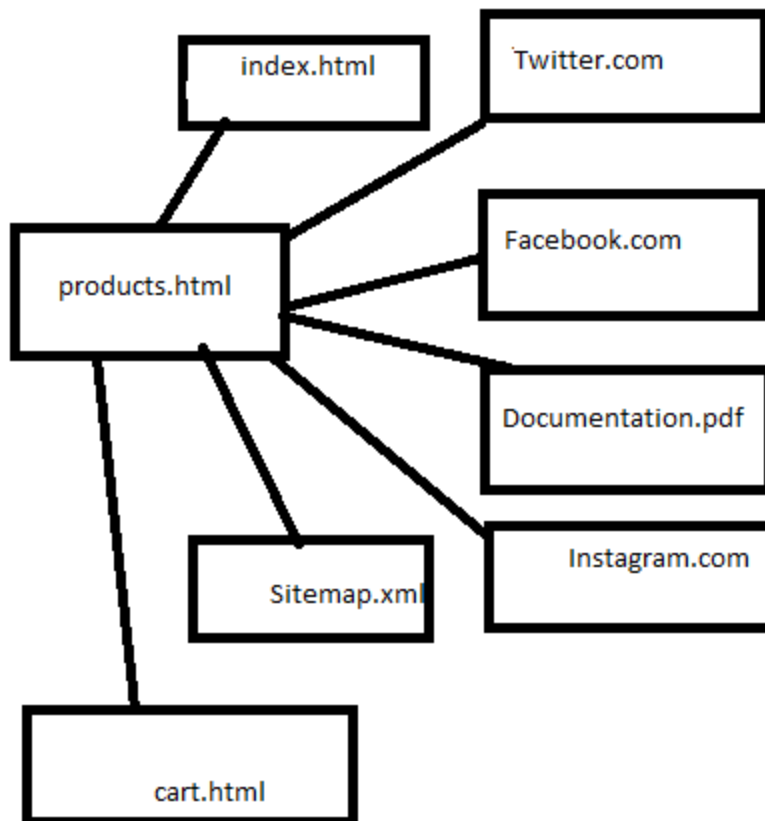 index.html
Twitter.com
products.html
Facebook.com
Documentation.pdf
Instagram.com
Sitemap.xml
cart.html